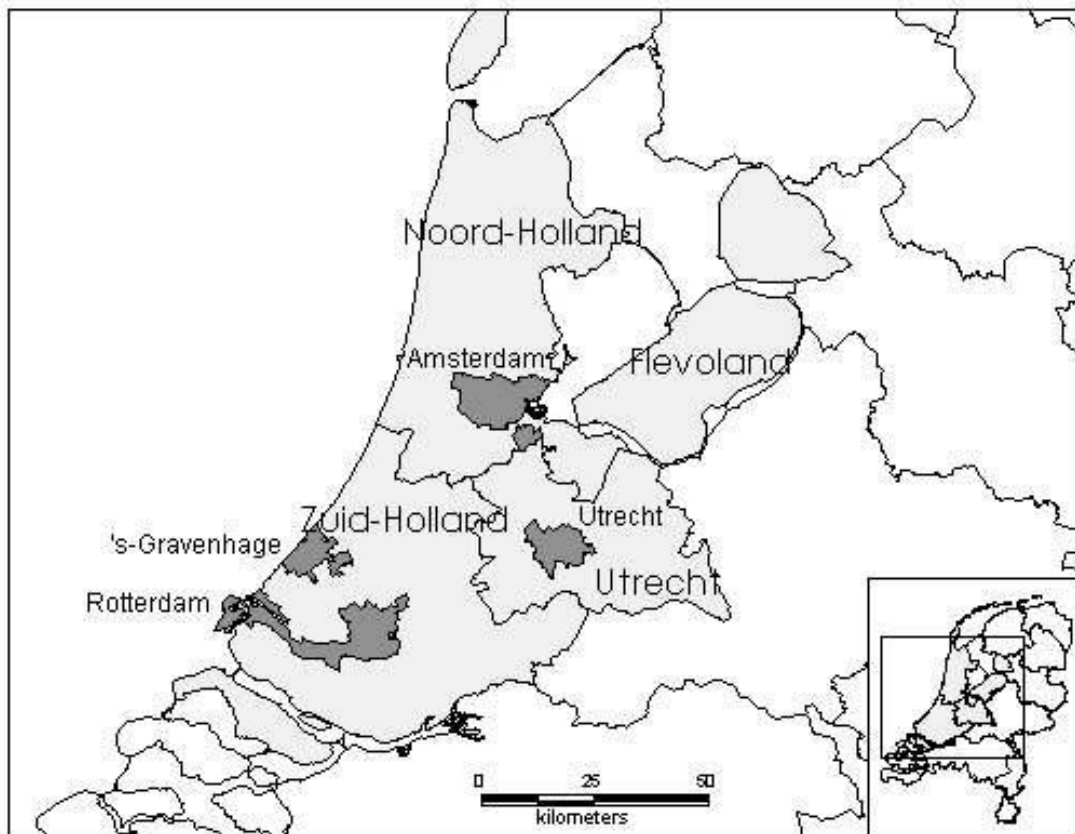 Noord-Holland
Amsterdam
Flevoland
Zuid-Holland
Utrecht
's-Gravenhage
Utrecht
Rotterdam
0 25 50
kilometers